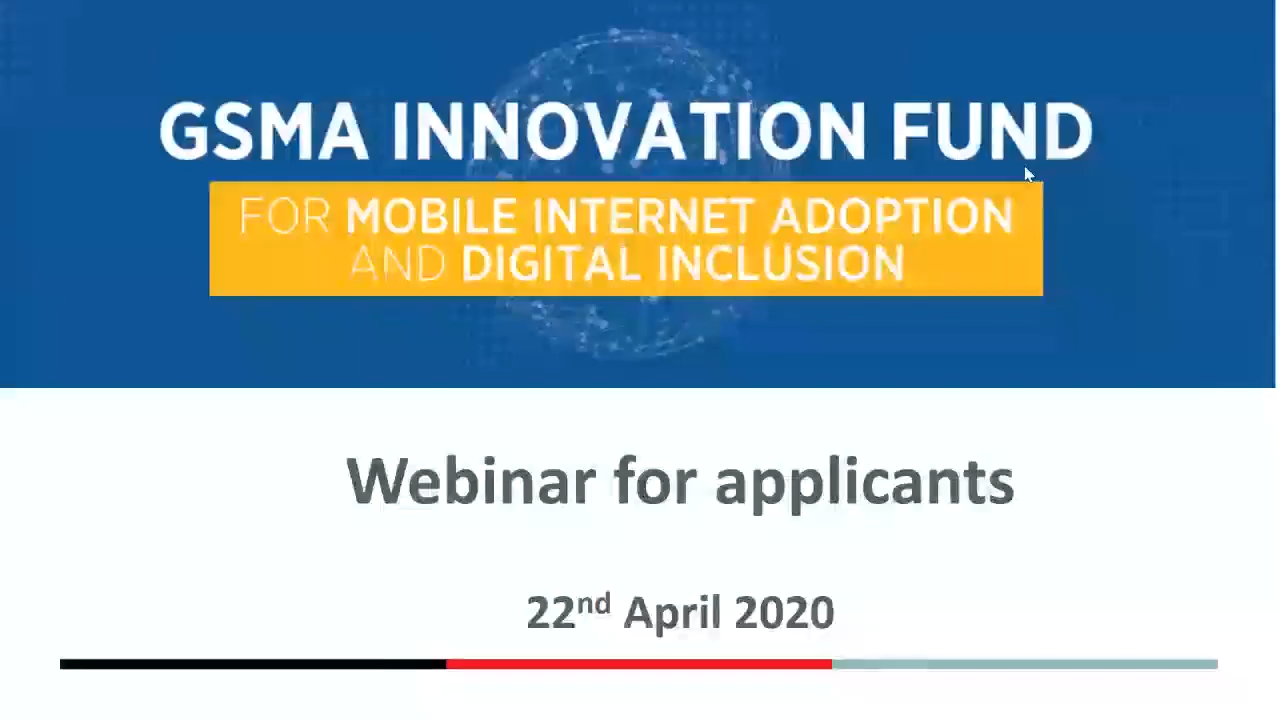 GSMA INNOVATION FUND
FOR MOBILE INTERNET ADOPTION
AND DIGITAL INCLUSION
Webinar for applicants
22nd April 2020